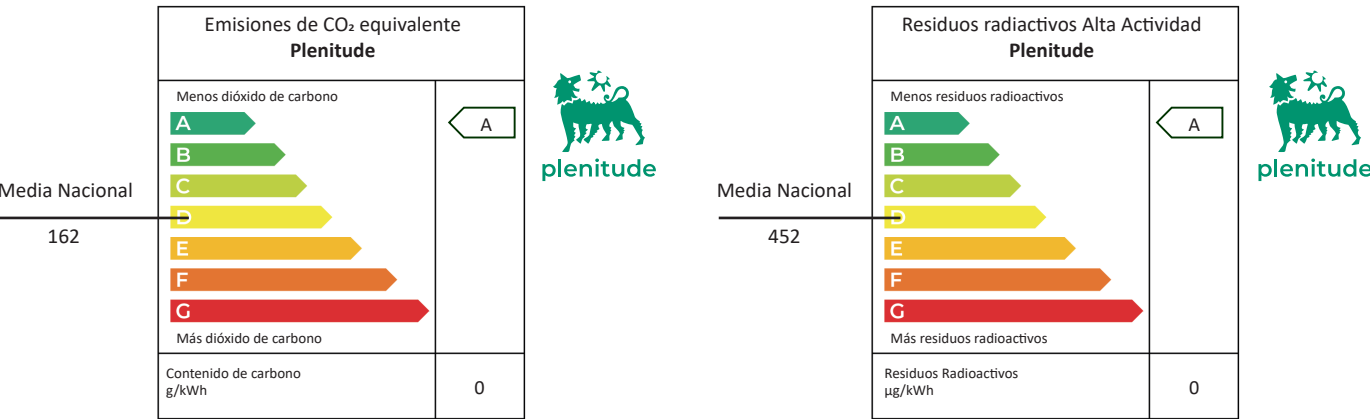 Emisiones de CO₂ equivalente
Plenitude
Menos dióxido de carbono
A
A
B
C
D
E
F
G
Más dióxido de carbono
Contenido de carbono
g/kWh
0
Media Nacional
162
plenitude
Residuos radiactivos Alta Actividad
Plenitude
Menos residuos radioactivos
A
A
B
C
D
E
F
G
Más residuos radioactivos
Residuos Radioactivos
µg/kWh
0
Media Nacional
452
plenitude